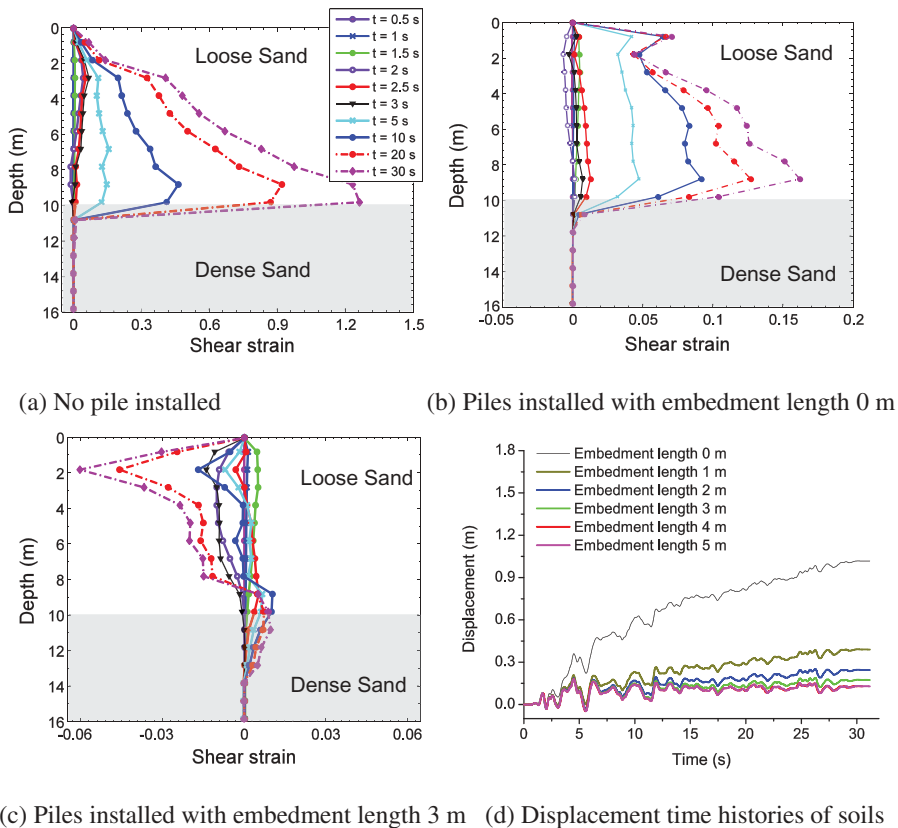 0
2
4
6
8
10
12
14
16
Depth (m)
Loose Sand
Dense Sand
t = 0.5s
t = 1s
t = 1.5s
t = 2 s
t = 2.5s
t = 3 s
t = 5 s
t = 10 s
t = 20 s
t = 30 s
0 0.3 0.6 0.9 1.2 1.5
Shear strain
(a) No pile installed
0
2
4
6
8
10
12
14
16
Depth (m)
Loose Sand
Dense Sand
-0.05 0 0.05 0.1 0.15 0.2
Shear strain
(b) Piles installed with embedment length 0 m
0
2
4
6
8
10
12
14
16
Depth (m)
Loose Sand
Dense Sand
-0.06 -0.03 0 0.03 0.06
Shear strain
(c) Piles installed with embedment length 3 m
1.8
1.5
1.2
0.9
0.6
0.3
0.0
Displacement (m)
Embedment length 0 m
Embedment length 1 m
Embedment length 2 m
Embedment length 3 m
Embedment length 4 m
Embedment length 5 m
0 5 10 15 20 25 30
Time (s)
(d) Displacement time histories of soils